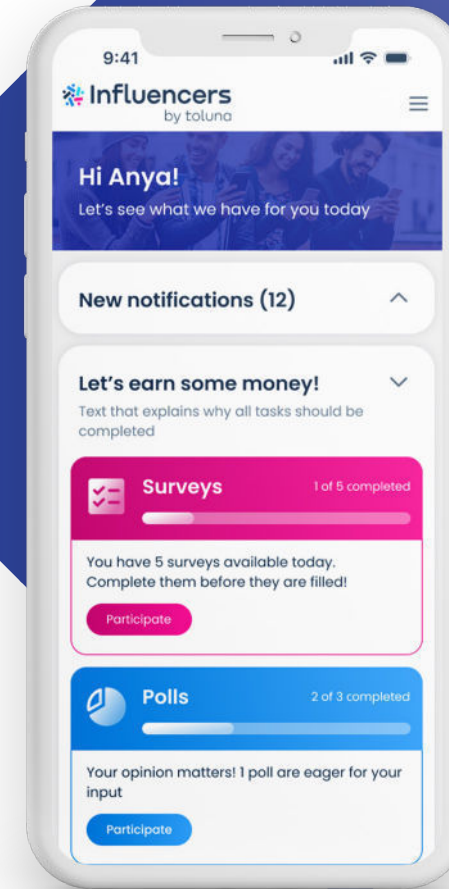 9:41
Influencers
by toluna
Hi Anya!
Let's see what we have for you today
New notifications (12)
Let's earn some money!
Text that explains why all tasks should be
completed
Surveys
1 of 5 completed
You have 5 surveys available today.
Complete them before they are filled!
Participate
Polls
2 of 3 completed
Your opinion matters! 1 poll are eager for your
input
Participate